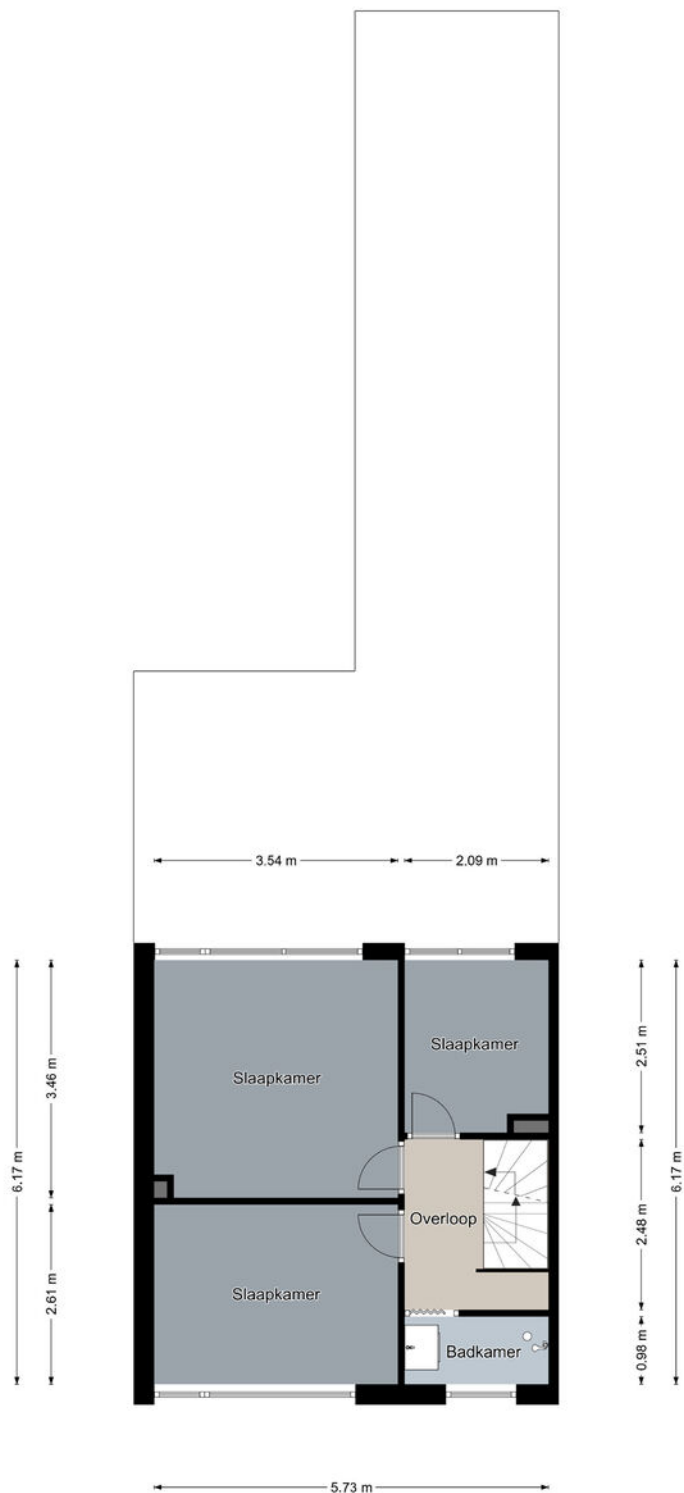 3.54 m
2.09 m
Slaapkamer
Slaapkamer
3.46 m
2.51 m
6.17 m
6.17 m
Overloop
2.48 m
Slaapkamer
2.61 m
Badkamer
0.98 m
5.73 m